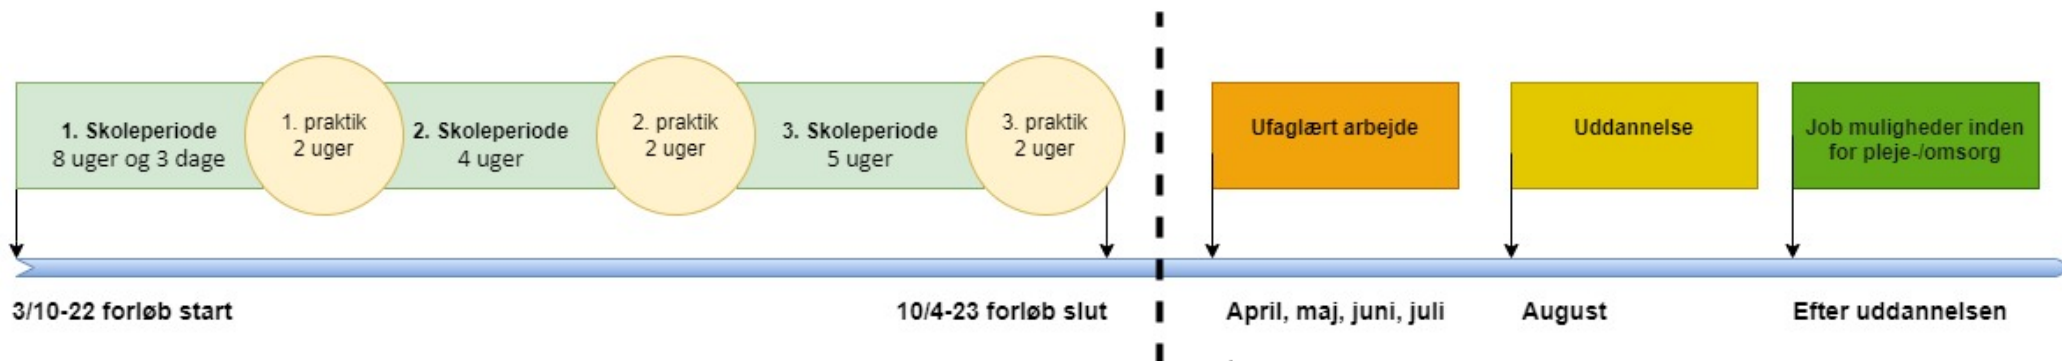 1. Skoleperiode
8 uger og 3 dage
1. praktik
2 uger
2. Skoleperiode
4 uger
2. praktik
2 uger
3. Skoleperiode
5 uger
3. praktik
2 uger
Ufaglært arbejde
Uddannelse
Job muligheder inden
for pleje-/omsorg
3/10-22 forløb start
10/4-23 forløb slut
April, maj, juni, juli
August
Efter uddannelsen